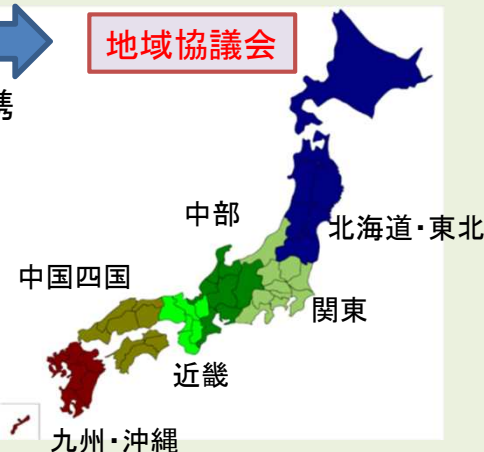 地域協議会
携
中部
北海道・東北
中国四国
関東
近畿
九州・沖縄